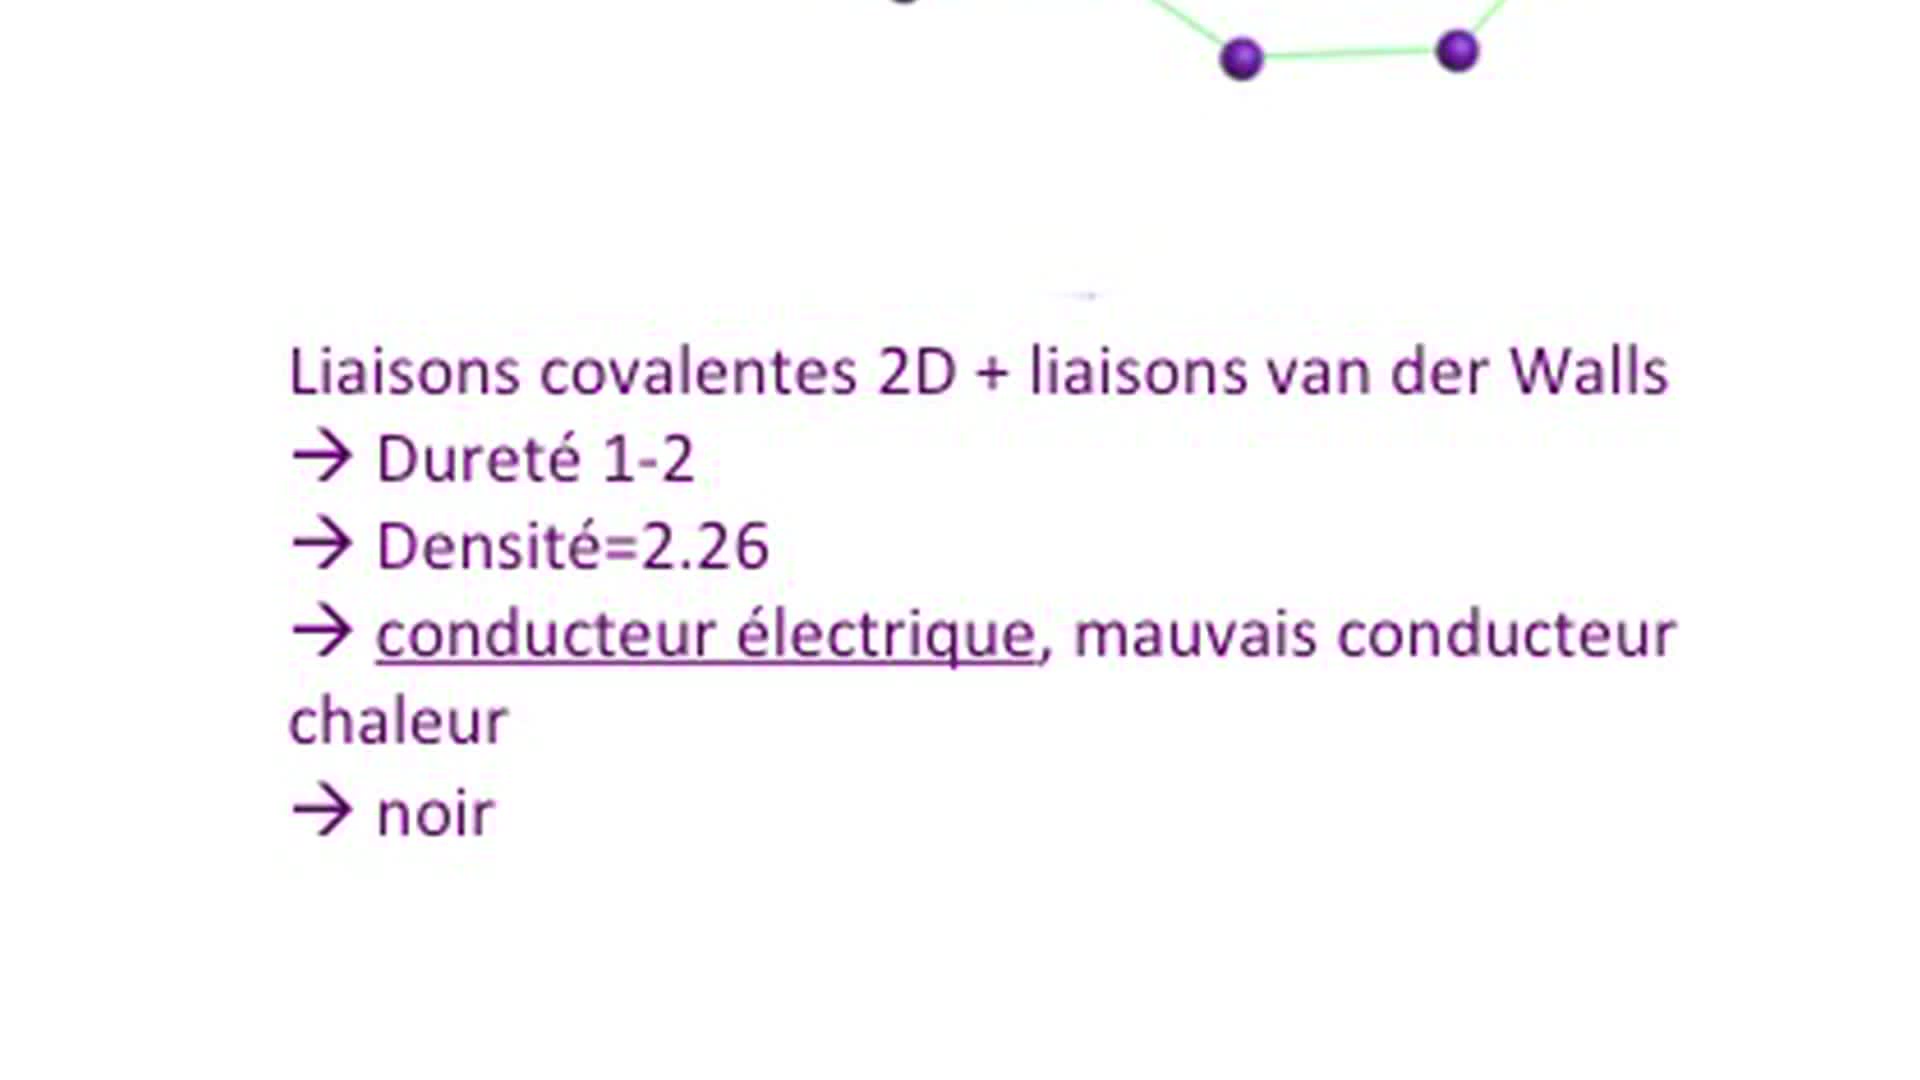 Liaisons covalentes 2D + liaisons van der Walls
→ Dureté 1-2
→ Densité=2.26
→ conducteur électrique, mauvais conducteur
chaleur
→ noir